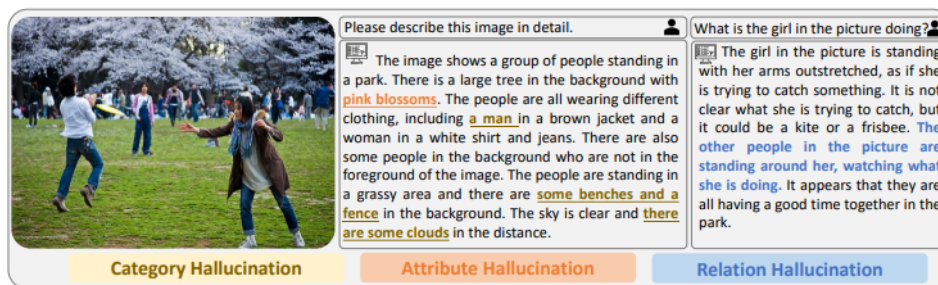 Please describe this image in detail.
The image shows a group of people standing in
a park. There is a large tree in the background with
pink blossoms. The people are all wearing different
clothing, including a man in a brown jacket and a
woman in a white shirt and jeans. There are also
some people in the background who are not in the
foreground of the image. The people are standing in
a grassy area and there are some benches and a
fence in the background. The sky is clear and there
are some clouds in the distance.
What is the girl in the picture doing?
The girl in the picture is standing
with her arms outstretched, as if she
is trying to catch something. It is not
clear what she is trying to catch, but
it could be a kite or a frisbee. The
other people in the picture are
standing around her, watching what
she is doing. It appears that they are
all having a good time together in the
park.
Category Hallucination
Attribute Hallucination
Relation Hallucination